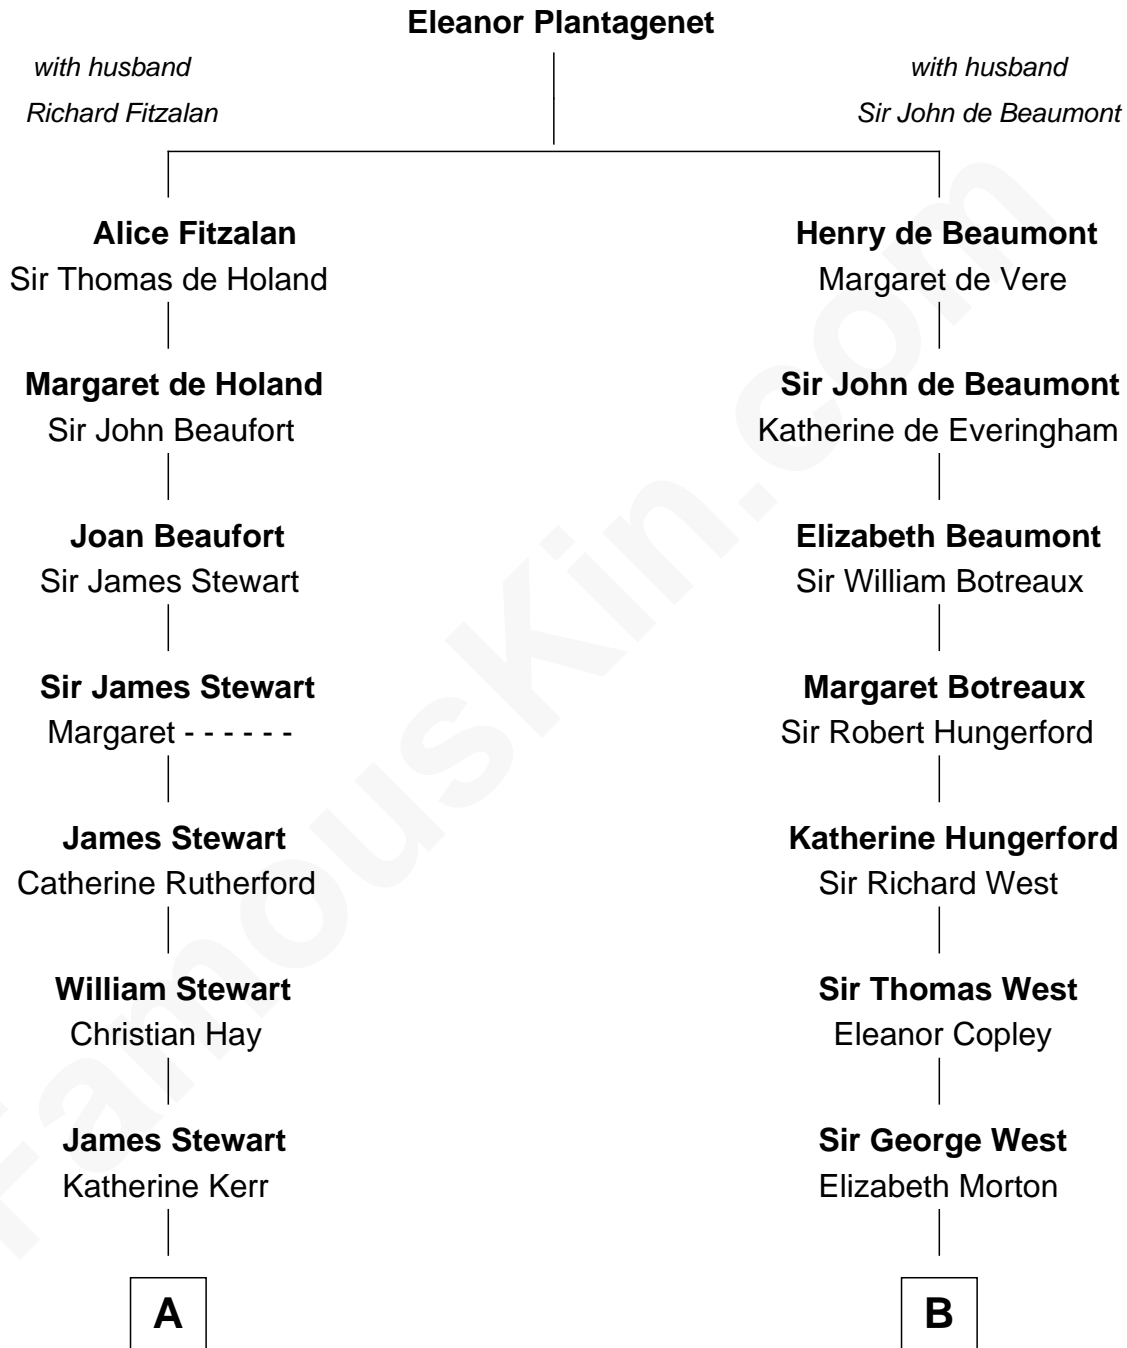 Eleanor Plantagenet
with husband
Richard Fitzalan
with husband
Sir John de Beaumont
Alice Fitzalan
Sir Thomas de Holand
Henry de Beaumont
Margaret de Vere
Margaret de Holand
Sir John Beaufort
Sir John de Beaumont
Katherine de Everingham
Joan Beaufort
Sir James Stewart
Elizabeth Beaumont
Sir William Botreaux
Sir James Stewart
Margaret - - - - - -
Margaret Botreaux
Sir Robert Hungerford
James Stewart
Catherine Rutherford
Katherine Hungerford
Sir Richard West
William Stewart
Christian Hay
Sir Thomas West
Eleanor Copley
James Stewart
Katherine Kerr
Sir George West
Elizabeth Morton
A
B
FamousKin.com